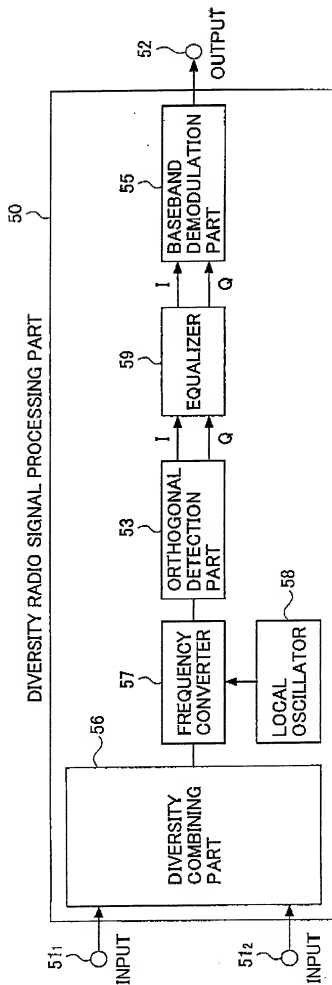 DIVERSITY RADIO SIGNAL PROCESSING PART
50
51₁
INPUT
51₂
INPUT
56
DIVERSITY
COMBINING
PART
57
FREQUENCY
CONVERTER
58
LOCAL
OSCILLATOR
53
ORTHOGONAL
DETECTION
PART
I
Q
59
EQUALIZER
I
Q
55
BASEBAND
DEMODULATION
PART
52
OUTPUT